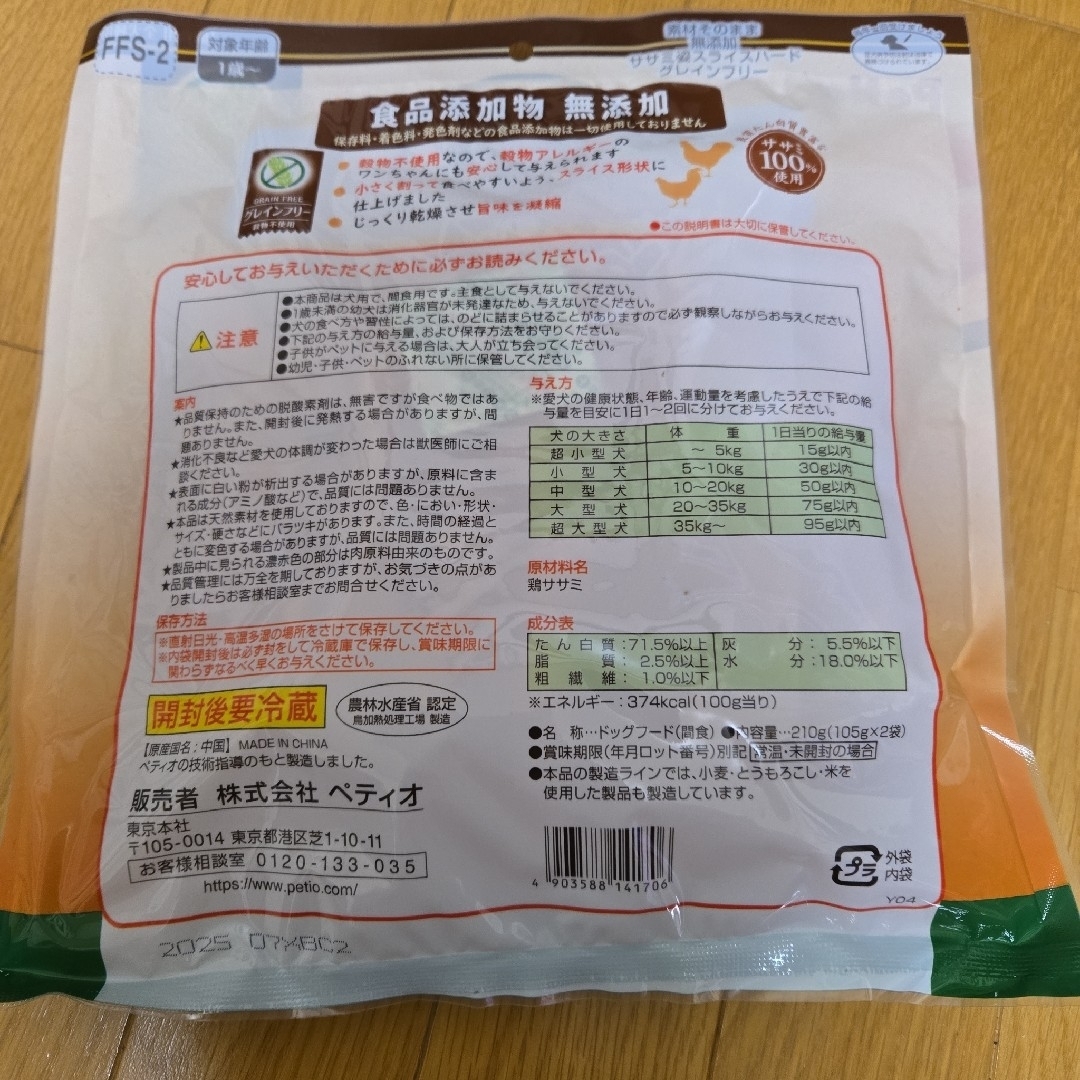 FFS-2
対象年齢
1歳〜
素材そのまま
無添加
ササミ姿スライスハード
グレインフリー
食品添加物 無添加
保存料・着色料・発色剤などの食品添加物は一切使用しておりません
GRAIN FREE
グレインフリー
穀物不使用
穀物不使用なので、穀物アレルギーの
ワンちゃんにも安心して与えられます
小さく割って食べやすいよう、スライス形状に
仕上げました
じっくり乾燥させ旨味を凝縮
ササミ
100%
使用
●この説明書は大切に保管してください。
安心してお与えいただくために必ずお読みください。
注意
●本商品は犬用で、間食用です。主食として与えないでください。
●1歳未満の幼犬は消化器官が未発達なため、与えないでください。
●犬の食べ方や習性によっては、のどに詰まらせることがありますので必ず観察しながらお与えください。
●下記の与え方の給与量、および保存方法をお守りください。
●子供がペットに与える場合は、大人が立ち会ってください。
●幼児・子供・ペットのふれない所に保管してください。
案内
★品質保持のための脱酸素剤は、無害ですが食べ物ではあ
りません。また、開封後に発熱する場合がありますが、問
題ありません。
★消化不良など愛犬の体調が変わった場合は獣医師にご相
談ください。
★表面に白い粉が析出する場合がありますが、原料に含ま
れる成分(アミノ酸など)で、品質には問題ありません。
★本品は天然素材を使用しておりますので、色・におい・形状・
サイズ・硬さなどにバラツキがあります。また、時間の経過と
ともに変色する場合がありますが、品質には問題ありません。
★製品中に見られる濃赤色の部分は肉原料由来のものです。
★品質管理には万全を期しておりますが、お気づきの点があ
りましたらお客様相談室までお問合せください。
保存方法
※直射日光・高温多湿の場所をさけて保存してください。
※内袋開封後は必ず封をして冷蔵庫で保存し、賞味期限に
関わらずなるべく早くお与えください。
開封後要冷蔵
農林水産省 認定
鳥加熱処理工場 製造
【原産国名:中国】 MADE IN CHINA
ペティオの技術指導のもと製造しました。
販売者 株式会社 ペティオ
東京本社
〒105-0014 東京都港区芝1-10-11
お客様相談室 0120-133-035
https://www.petio.com/
与え方
※愛犬の健康状態、年齢、運動量を考慮したうえで下記の給
与量を目安に1日1〜2回に分けてお与えください。
犬の大きさ 体重 1日当りの給与量
超小型犬 〜5kg 15g以内
小型犬 5〜10kg 30g以内
中型犬 10〜20kg 50g以内
大型犬 20〜35kg 75g以内
超大型犬 35kg〜 95g以内
原材料名
鶏ササミ
成分表
たん白質:71.5%以上 灰分:5.5%以下
脂質:2.5%以上 水分:18.0%以下
粗繊維:1.0%以下
※エネルギー:374kcal(100g当り)
●名 称…ドッグフード(間食) ●内容量…210g(105g×2袋)
●賞味期限(年月ロット番号)別記 常温・未開封の場合
●本品の製造ラインでは、小麦・とうもろこし・米を
使用した製品も製造しています。
4 903588 141706
プラ
外袋
内袋
Y04
2025 07XBC2